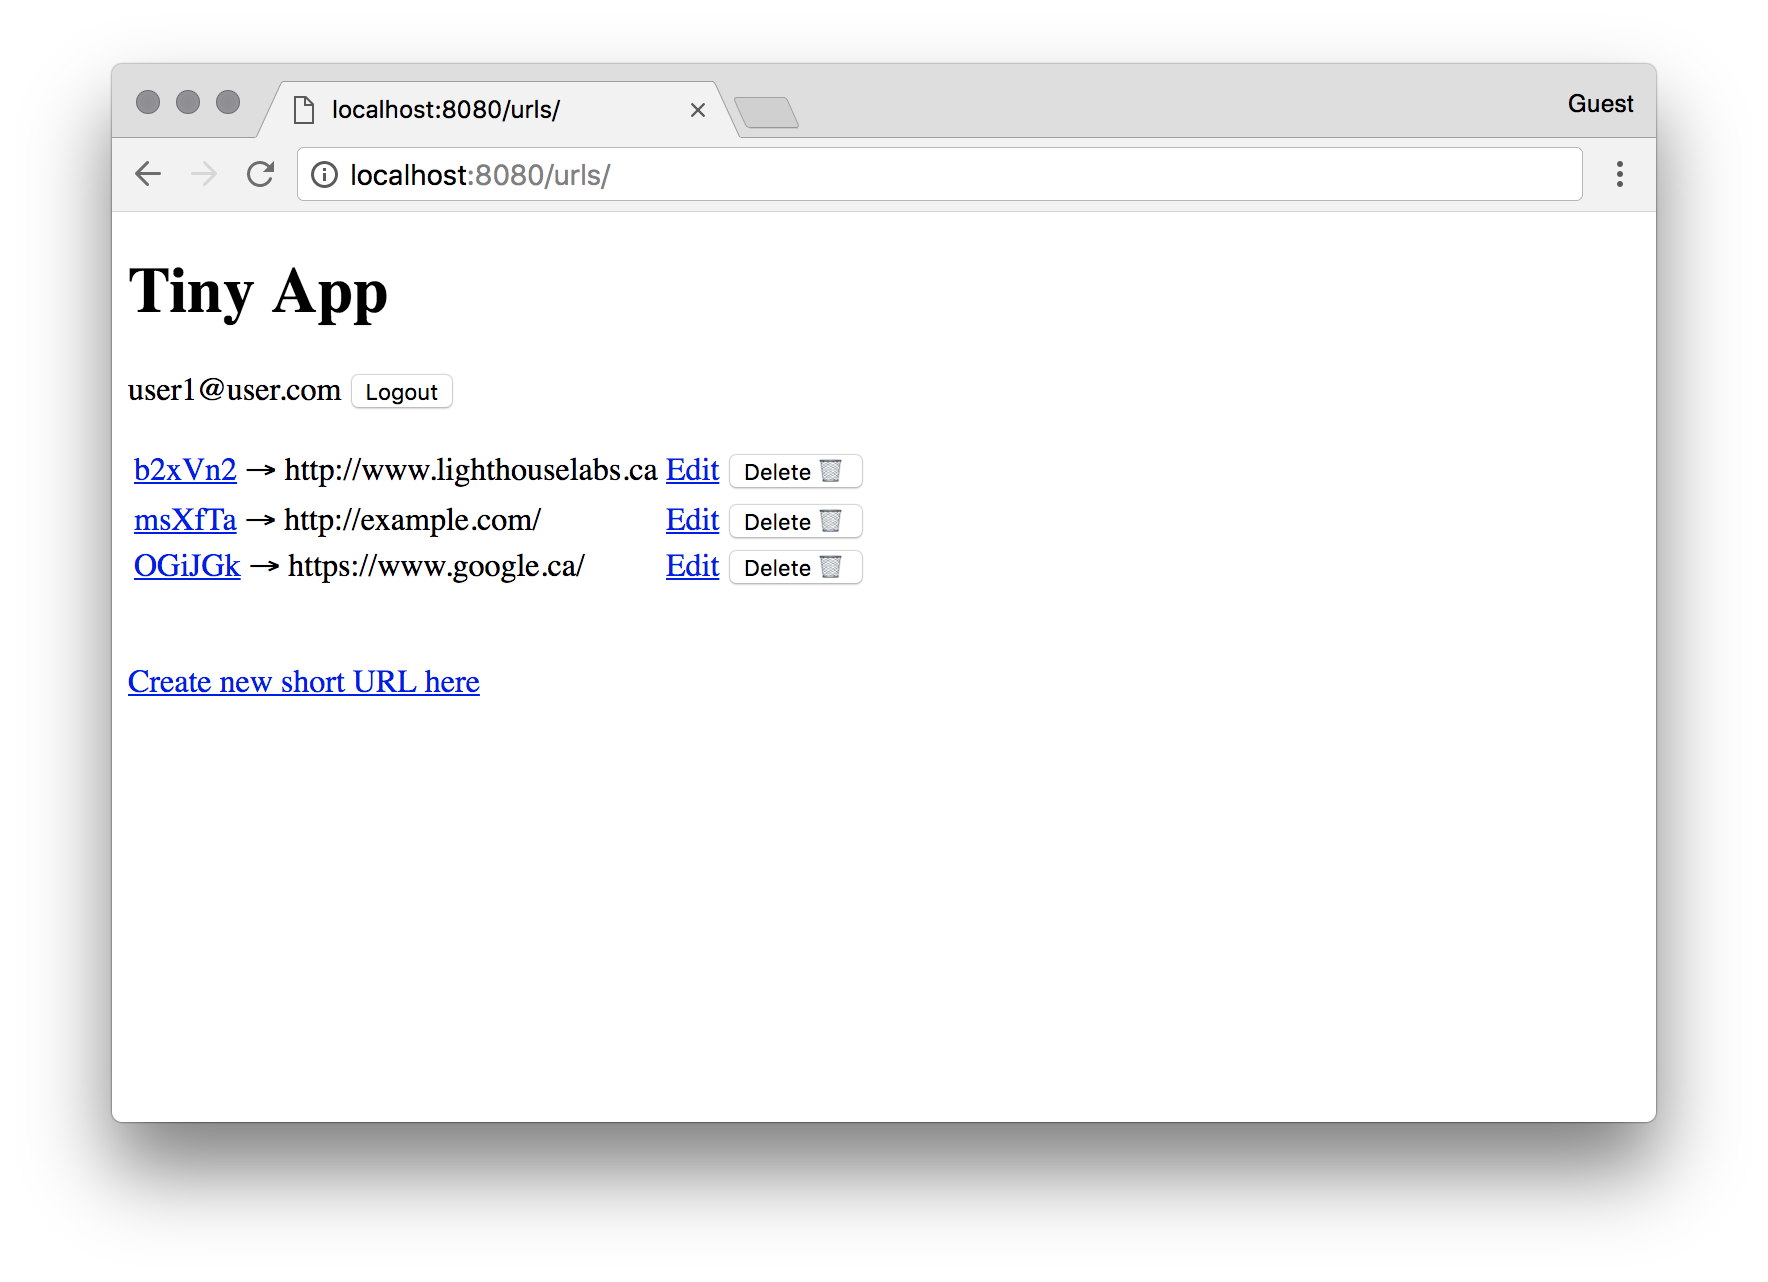 localhost:8080/urls/
Guest
localhost:8080/urls/
Tiny App
user1@user.com Logout
b2xVn2 → http://www.lighthouselabs.ca Edit Delete 🗑
msXfTa → http://example.com/ Edit Delete 🗑
OGiJGk → https://www.google.ca/ Edit Delete 🗑
Create new short URL here